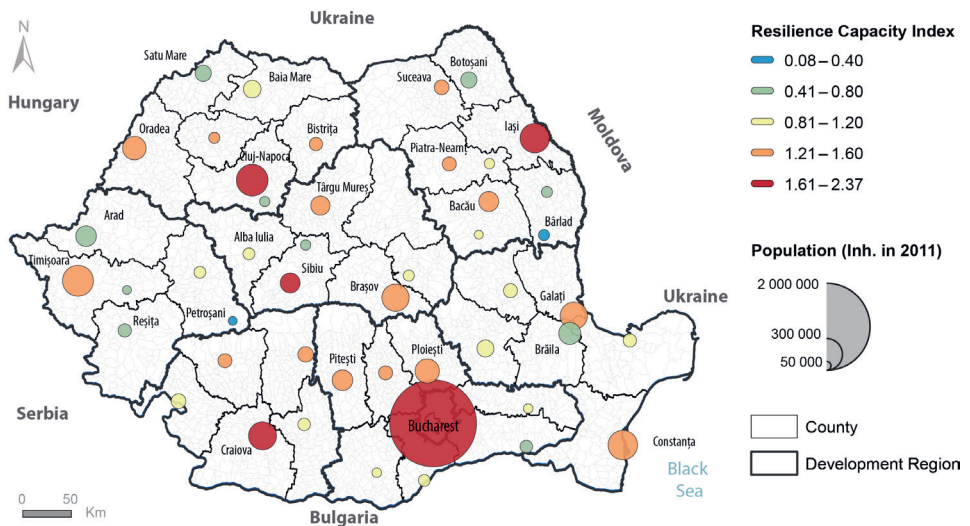 N
Ukraine
Hungary
Moldova
Ukraine
Serbia
Bulgaria
Black
Sea
Satu Mare
Baia Mare
Suceava
Botoșani
Oradea
Bistrița
Iași
Cluj-Napoca
Piatra-Neamț
Târgu Mureș
Bacău
Bârlad
Arad
Alba Iulia
Timișoara
Sibiu
Brașov
Galați
Petroșani
Reșița
Brăila
Pitești
Ploiești
Bucharest
Craiova
Constanța
0 50
Km
Resilience Capacity Index
0.08 – 0.40
0.41 – 0.80
0.81 – 1.20
1.21 – 1.60
1.61 – 2.37
Population (Inh. in 2011)
2 000 000
300 000
50 000
County
Development Region